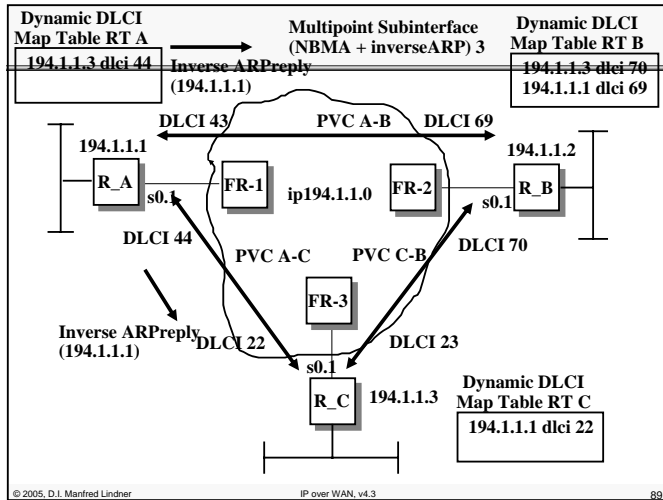 Dynamic DLCI
Map Table RT A
194.1.1.3 dlci 44
Multipoint Subinterface
(NBMA + inverseARP) 3
Dynamic DLCI
Map Table RT B
194.1.1.3 dlci 70
194.1.1.1 dlci 69
Inverse ARPreply
(194.1.1.1)
DLCI 43
PVC A-B
DLCI 69
194.1.1.1
194.1.1.2
R_A
FR-1
ip194.1.1.0
FR-2
R_B
s0.1
s0.1
DLCI 44
DLCI 70
PVC A-C
PVC C-B
FR-3
Inverse ARPreply
(194.1.1.1)
DLCI 22
DLCI 23
s0.1
R_C
194.1.1.3
Dynamic DLCI
Map Table RT C
194.1.1.1 dlci 22
© 2005, D.I. Manfred Lindner
IP over WAN, v4.3
89